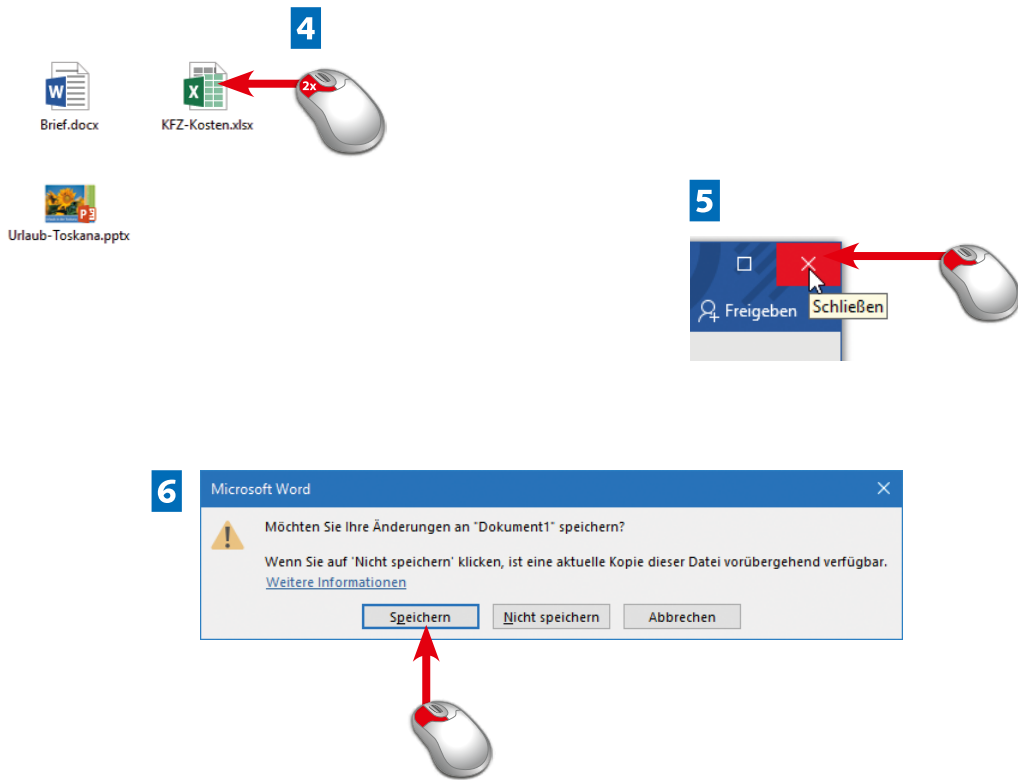 4
2x
W
X
Brief.docx
KFZ-Kosten.xlsx
P
Urlaub-Toskana.pptx
5
Freigeben
Schließen
6
Microsoft Word
Möchten Sie Ihre Änderungen an "Dokument1" speichern?
Wenn Sie auf 'Nicht speichern' klicken, ist eine aktuelle Kopie dieser Datei vorübergehend verfügbar.
Weitere Informationen
Speichern
Nicht speichern
Abbrechen